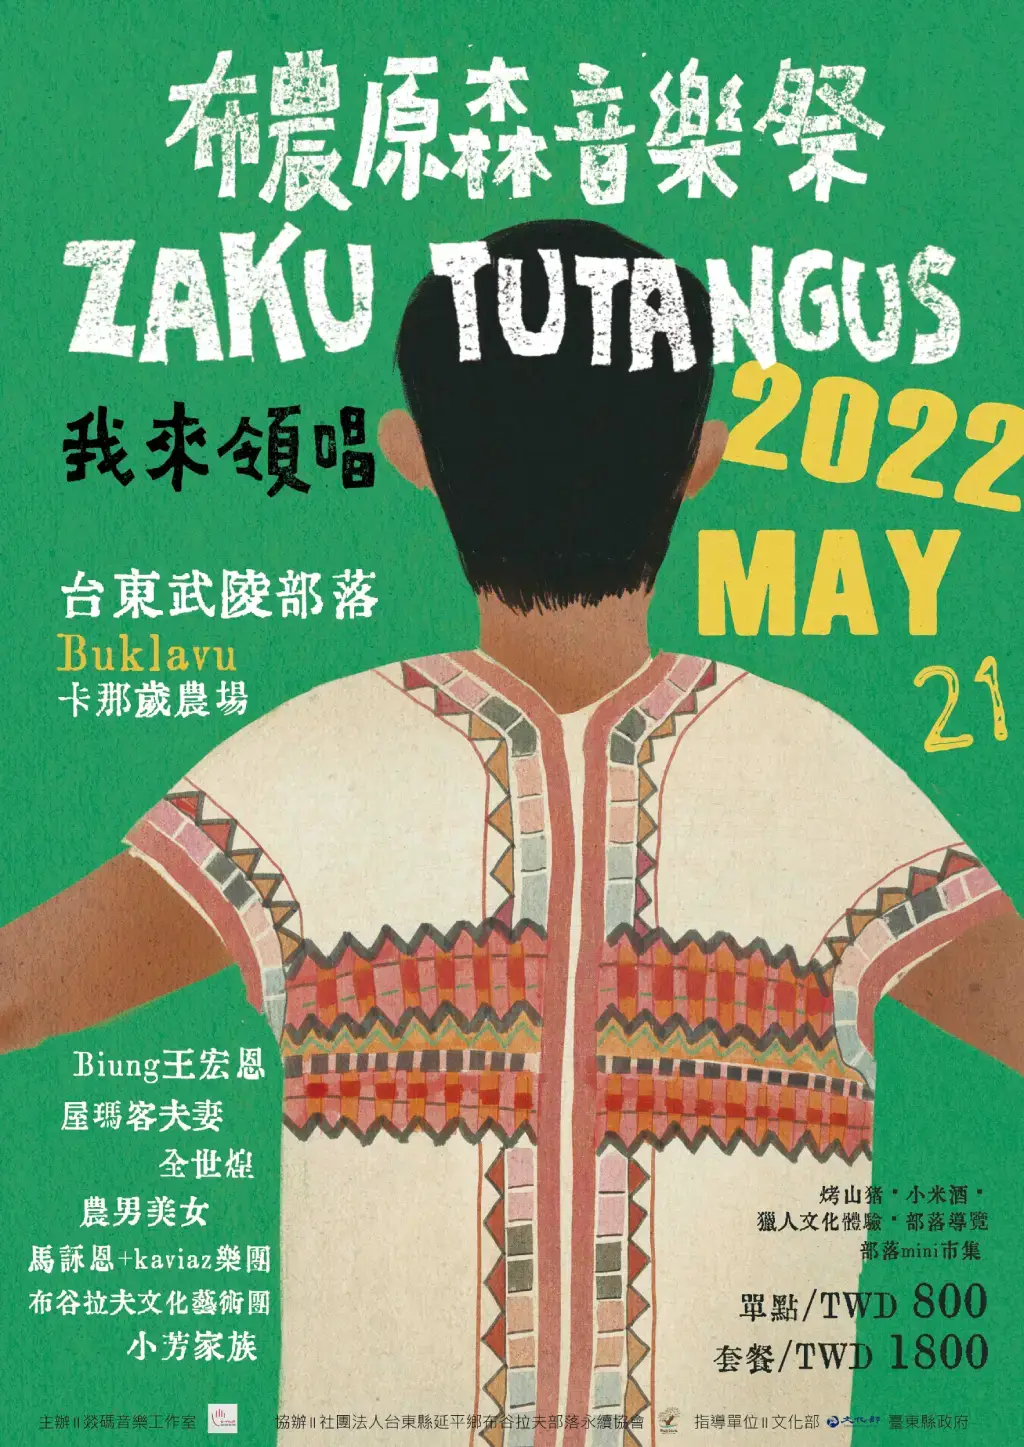 布農原森音樂祭
ZAKU TUTANGUS
我來領唱
2022
MAY
21
台東武陵部落
Buklavu
卡那歲農場
Biung王宏恩
屋瑪客夫妻
全世煌
農男美女
馬詠恩+kaviaz樂團
布谷拉夫文化藝術團
小芳家族
烤山豬·小米酒·
獵人文化體驗·部落導覽
部落mini市集
單點/TWD 800
套餐/TWD 1800
主辦||燚碼音樂工作室
協辦||社團法人台東縣延平鄉布谷拉夫部落永續協會
指導單位||文化部 文化部 臺東縣政府